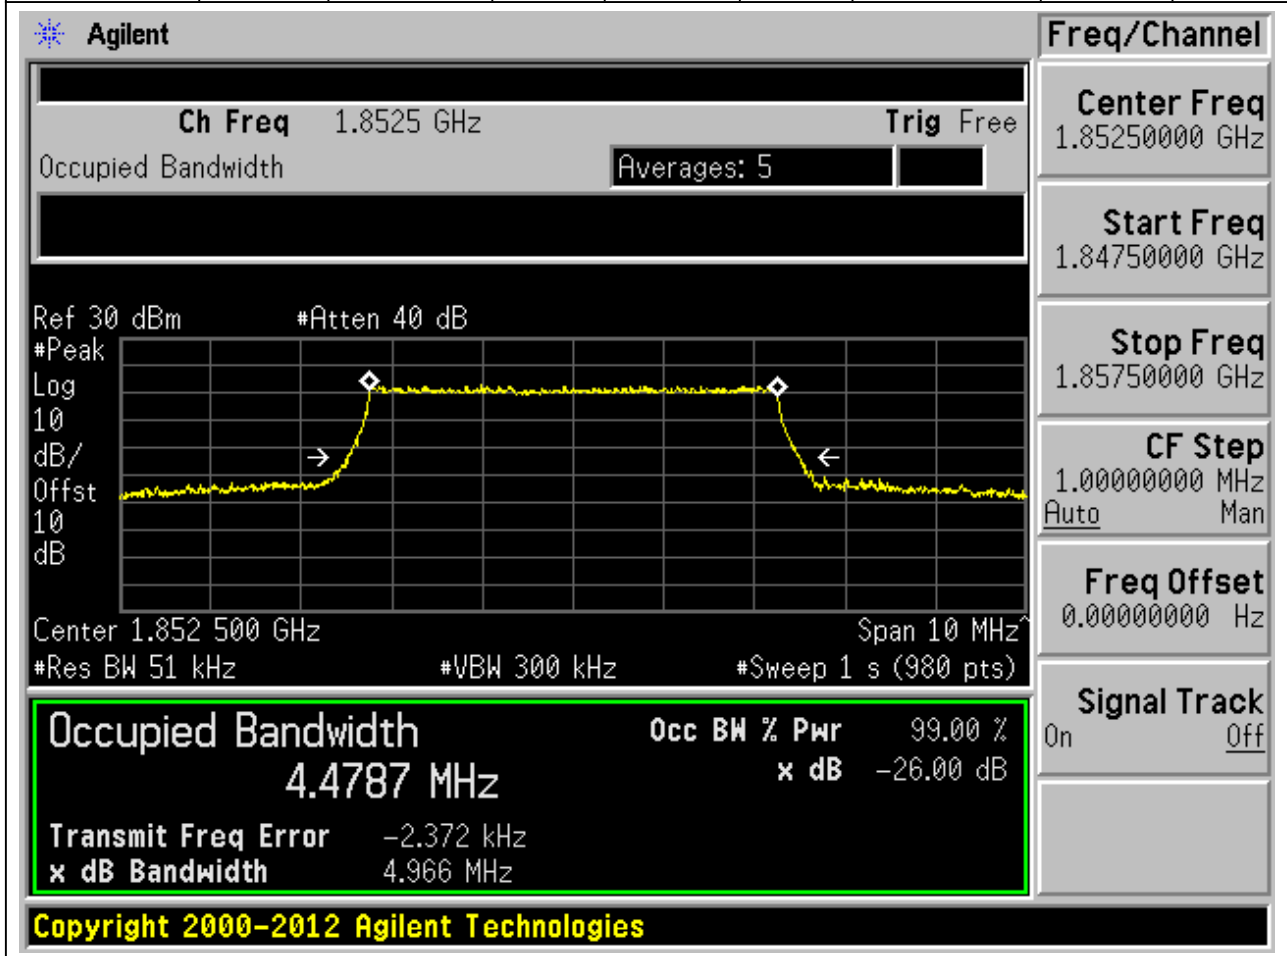 Agilent
Freq/Channel
Ch Freq 1.8525 GHz Trig Free
Occupied Bandwidth Averages: 5
Center Freq
1.85250000 GHz
Start Freq
1.84750000 GHz
Stop Freq
1.85750000 GHz
CF Step
1.00000000 MHz
Auto Man
Freq Offset
0.00000000 Hz
Signal Track
On Off
Ref 30 dBm #Atten 40 dB
#Peak
Log
10
dB/
Offst
10
dB
Center 1.852 500 GHz Span 10 MHz^
#Res BW 51 kHz #VBW 300 kHz #Sweep 1 s (980 pts)
Occupied Bandwidth Occ BW % Pwr 99.00 %
4.4787 MHz x dB -26.00 dB
Transmit Freq Error -2.372 kHz
x dB Bandwidth 4.966 MHz
Copyright 2000-2012 Agilent Technologies